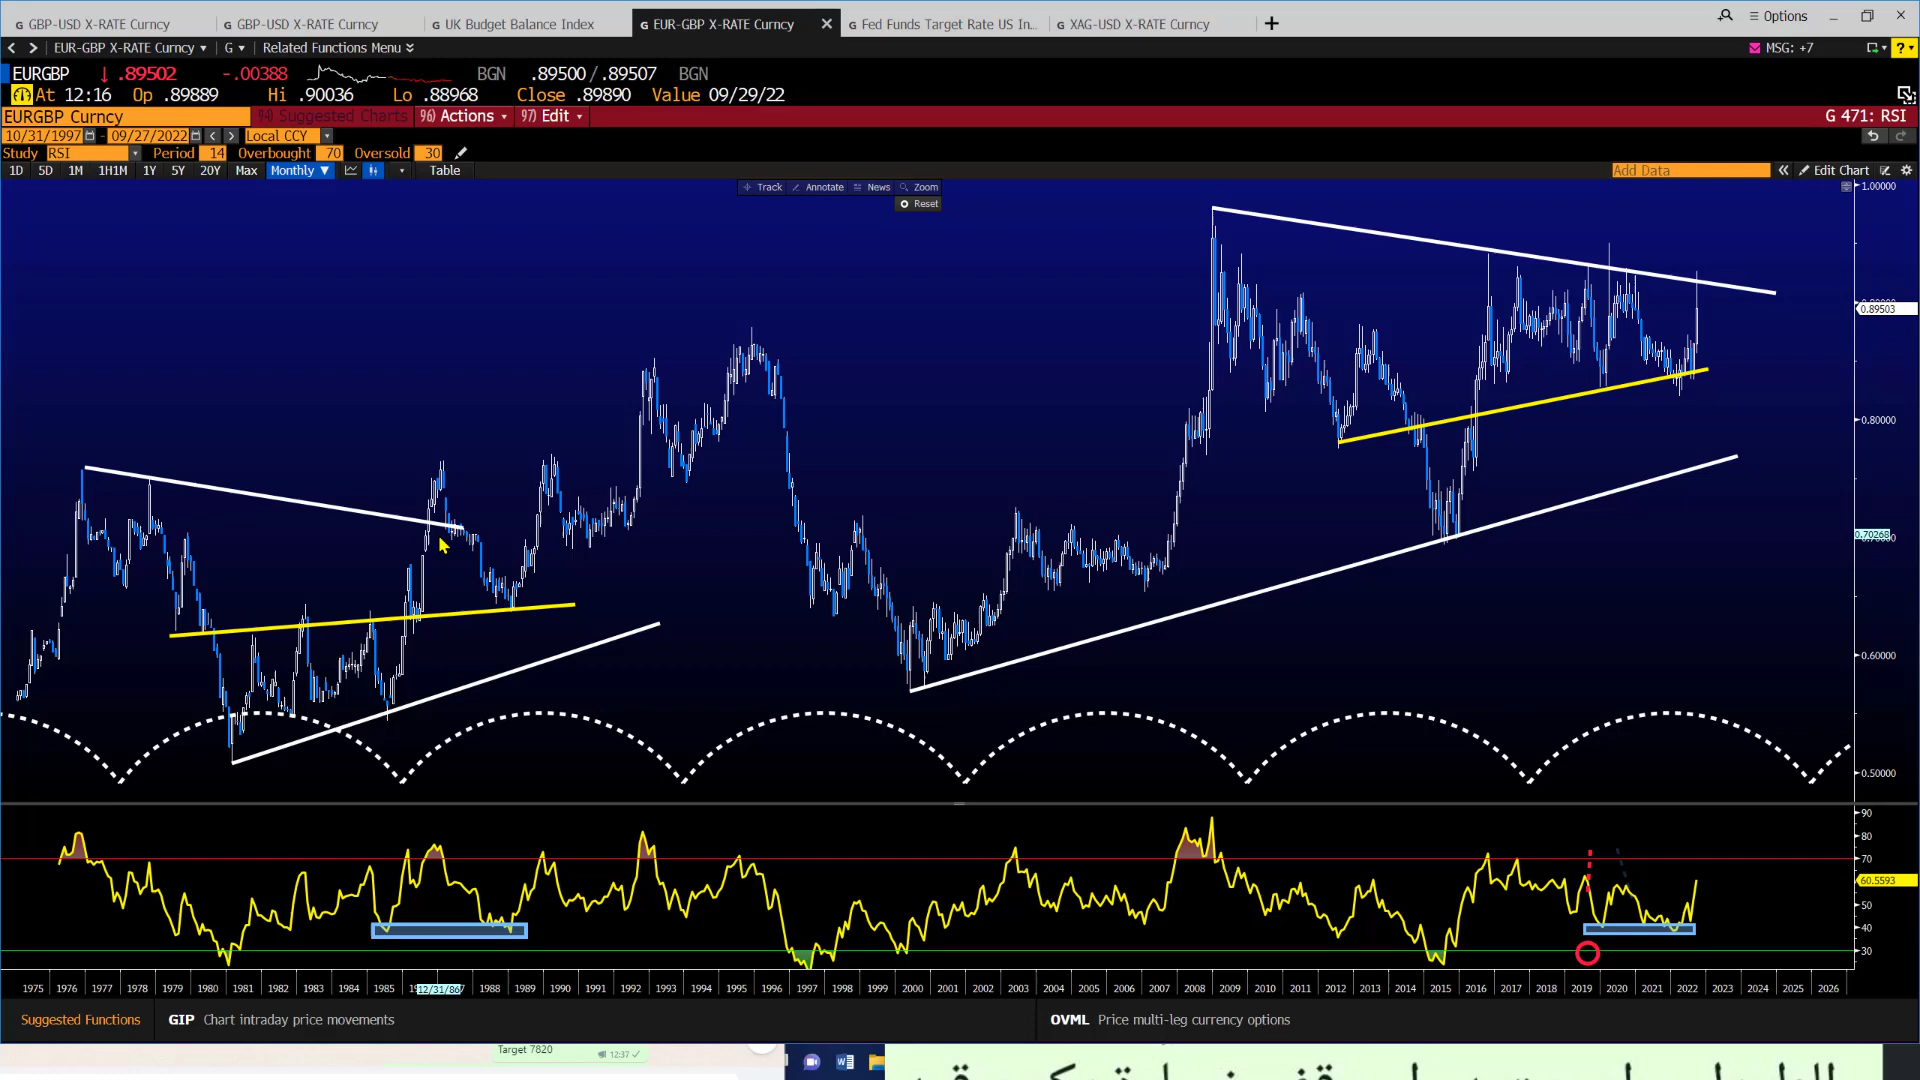 G GBP-USD X-RATE Curncy
G GBP-USD X-RATE Curncy
G UK Budget Balance Index
G EUR-GBP X-RATE Curncy
G Fed Funds Target Rate US In...
G XAG-USD X-RATE Curncy
Options
EUR-GBP X-RATE Curncy G Related Functions Menu
MSG: +7
?
EURGBP ↓ .89502 -.00388 BGN .89500/.89507 BGN
At 12:16 Op .89889 Hi .90036 Lo .88968 Close .89890 Value 09/29/22
EURGBP Curncy 94) Suggested Charts 96) Actions 97) Edit G 471: RSI
10/31/1997 - 09/27/2022 Local CCY
Study RSI Period 14 Overbought 70 Oversold 30
1D 5D 1M 1H1M 1Y 5Y 20Y Max Monthly ▼ Table
Add Data « Edit Chart
Track Annotate News Zoom
Reset
1.00000
0.89503
0.80000
0.70268
0.60000
0.50000
90
80
70
60.5593
50
40
30
1975 1976 1977 1978 1979 1980 1981 1982 1983 1984 1985 12/31/86 1988 1989 1990 1991 1992 1993 1994 1995 1996 1997 1998 1999 2000 2001 2002 2003 2004 2005 2006 2007 2008 2009 2010 2011 2012 2013 2014 2015 2016 2017 2018 2019 2020 2021 2022 2023 2024 2025 2026
Suggested Functions GIP Chart intraday price movements OVML Price multi-leg currency options
Target 7820
12:37